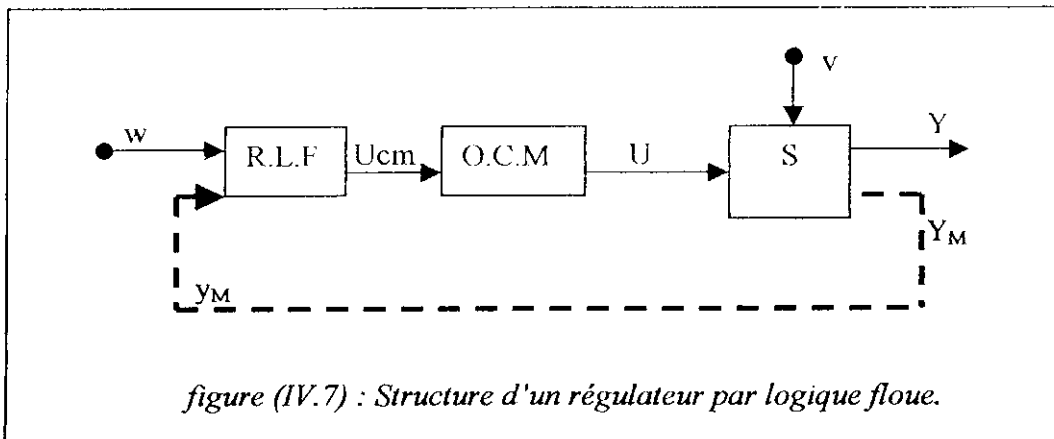 v
w
Y
R.L.F
Ucm
O.C.M
U
S
Y_M
y_M
figure (IV.7) : Structure d'un régulateur par logique floue.